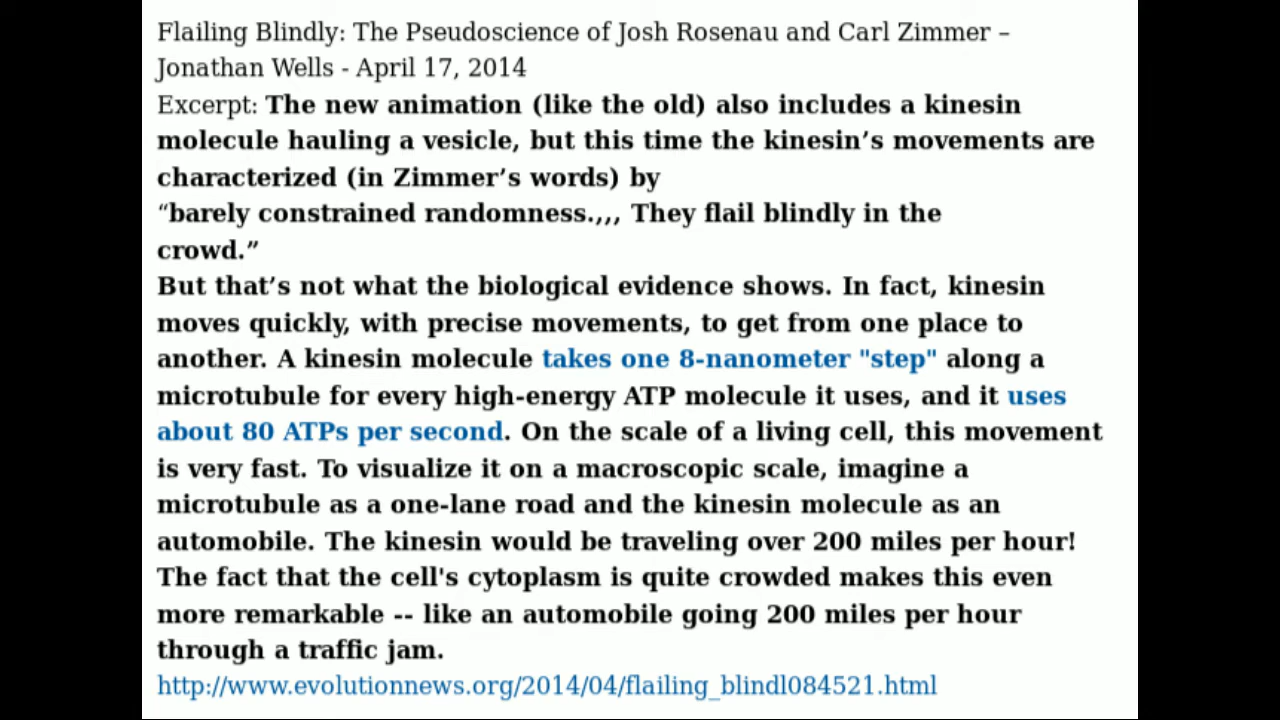 Flailing Blindly: The Pseudoscience of Josh Rosenau and Carl Zimmer –
Jonathan Wells - April 17, 2014
Excerpt: The new animation (like the old) also includes a kinesin
molecule hauling a vesicle, but this time the kinesin’s movements are
characterized (in Zimmer’s words) by
“barely constrained randomness.,,, They flail blindly in the
crowd.”
But that’s not what the biological evidence shows. In fact, kinesin
moves quickly, with precise movements, to get from one place to
another. A kinesin molecule takes one 8-nanometer "step" along a
microtubule for every high-energy ATP molecule it uses, and it uses
about 80 ATPs per second. On the scale of a living cell, this movement
is very fast. To visualize it on a macroscopic scale, imagine a
microtubule as a one-lane road and the kinesin molecule as an
automobile. The kinesin would be traveling over 200 miles per hour!
The fact that the cell's cytoplasm is quite crowded makes this even
more remarkable -- like an automobile going 200 miles per hour
through a traffic jam.
http://www.evolutionnews.org/2014/04/flailing_blindl084521.html